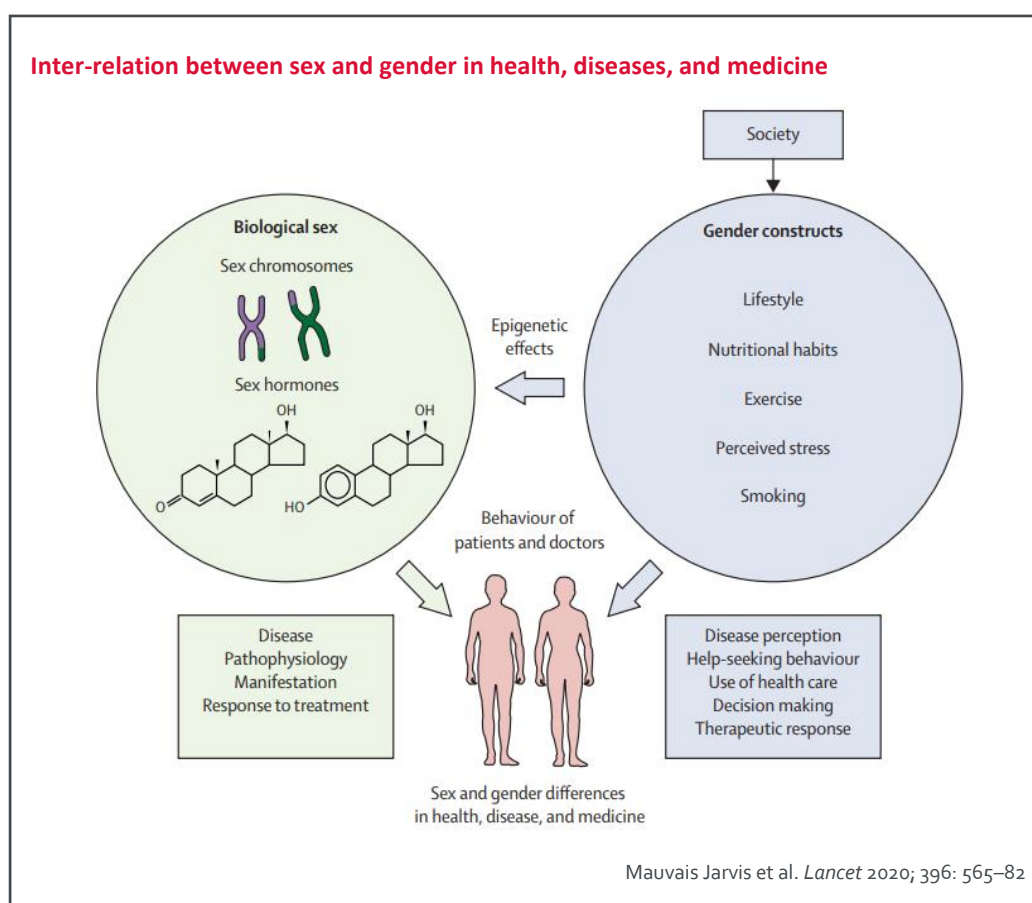 Inter-relation between sex and gender in health, diseases, and medicine
Society
Biological sex
Sex chromosomes
Sex hormones
OH
OH
O
HO
Gender constructs
Lifestyle
Nutritional habits
Exercise
Perceived stress
Smoking
Epigenetic
effects
Behaviour of
patients and doctors
Disease
Pathophysiology
Manifestation
Response to treatment
Disease perception
Help-seeking behaviour
Use of health care
Decision making
Therapeutic response
Sex and gender differences
in health, disease, and medicine
Mauvais Jarvis et al. Lancet 2020; 396: 565–82